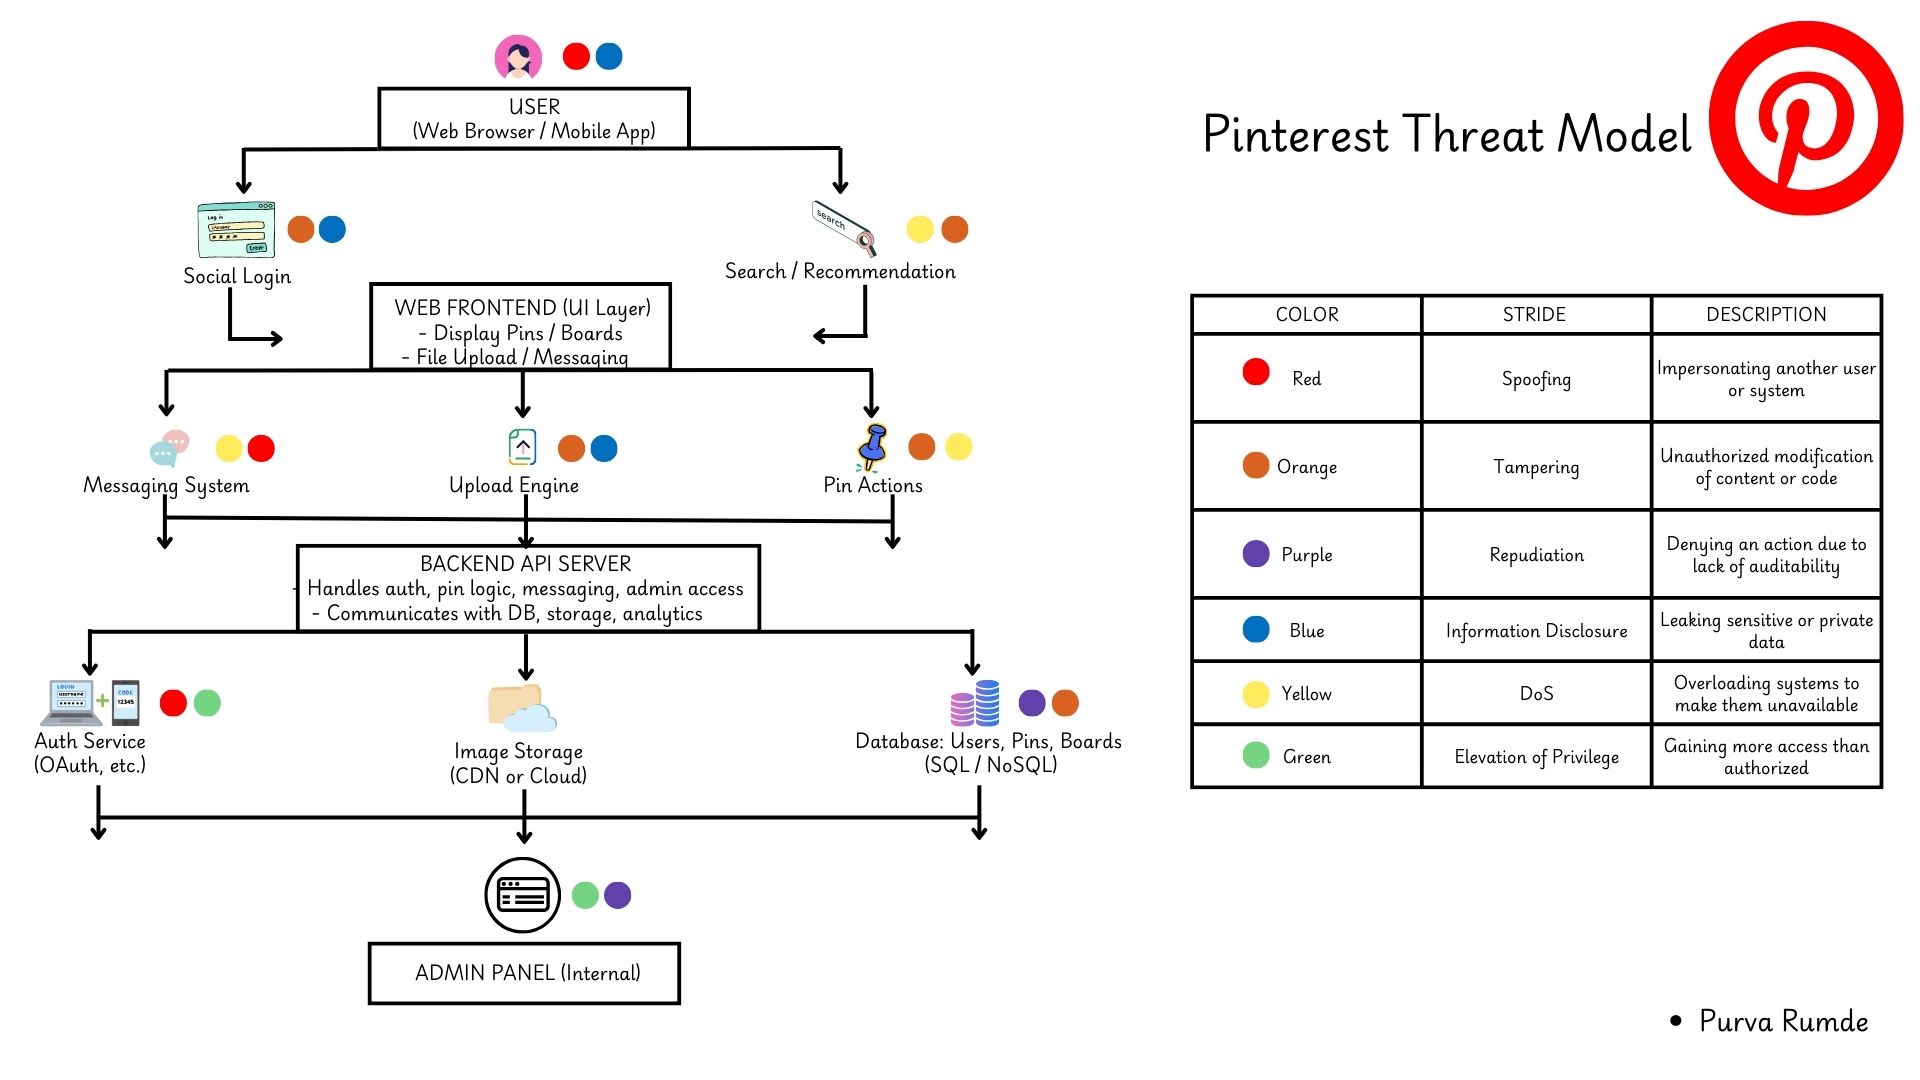 USER
(Web Browser / Mobile App)
Pinterest Threat Model
Log in
username
****
Enter
Social Login
search
Search / Recommendation
WEB FRONTEND (UI Layer)
- Display Pins / Boards
- File Upload / Messaging
Messaging System
Upload Engine
Pin Actions
BACKEND API SERVER
- Handles auth, pin logic, messaging, admin access
- Communicates with DB, storage, analytics
LOGIN
username
CODE
12345
Auth Service
(OAuth, etc.)
Image Storage
(CDN or Cloud)
Database: Users, Pins, Boards
(SQL / NoSQL)
ADMIN PANEL (Internal)
COLOR STRIDE DESCRIPTION
Red Spoofing Impersonating another user
or system
Orange Tampering Unauthorized modification
of content or code
Purple Repudiation Denying an action due to
lack of auditability
Blue Information Disclosure Leaking sensitive or private
data
Yellow DoS Overloading systems to
make them unavailable
Green Elevation of Privilege Gaining more access than
authorized
• Purva Rumde